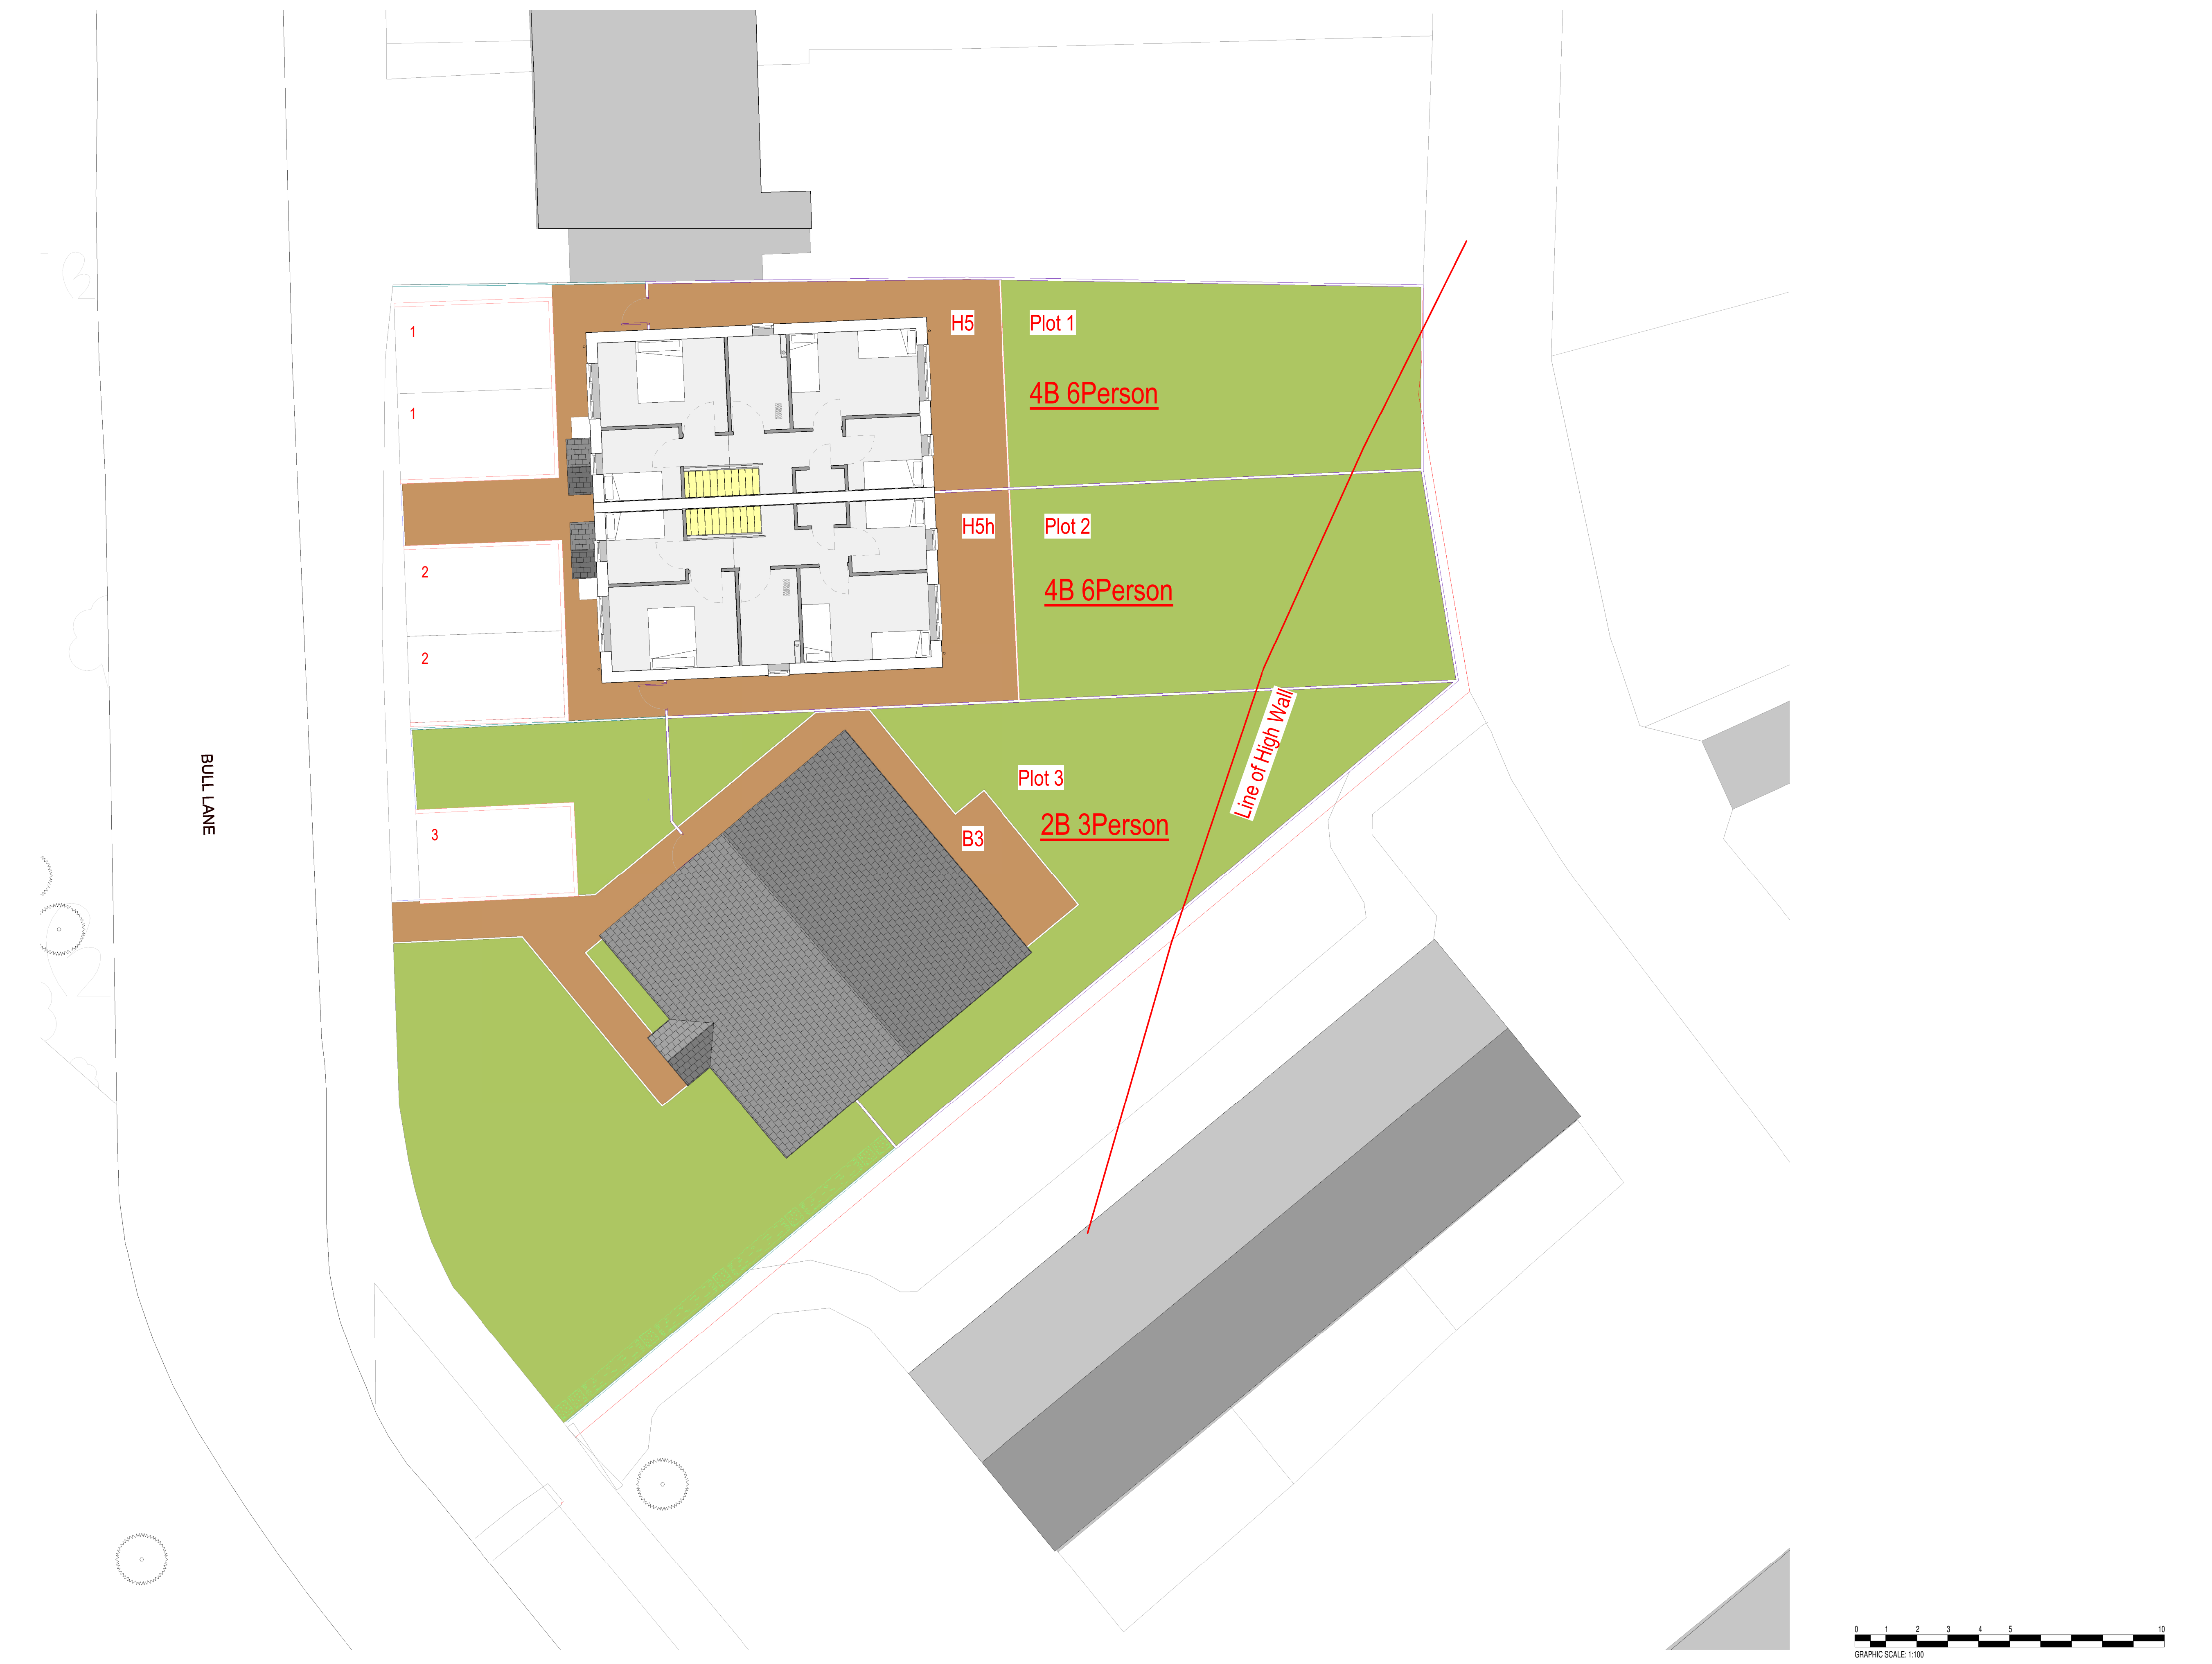 H5
Plot 1
1
4B 6Person
1
H5h
Plot 2
2
4B 6Person
2
Line of High Wall
Plot 3
BULL LANE
2B 3Person
3
B3
0 1 2 3 4 5 10
GRAPHIC SCALE: 1:100